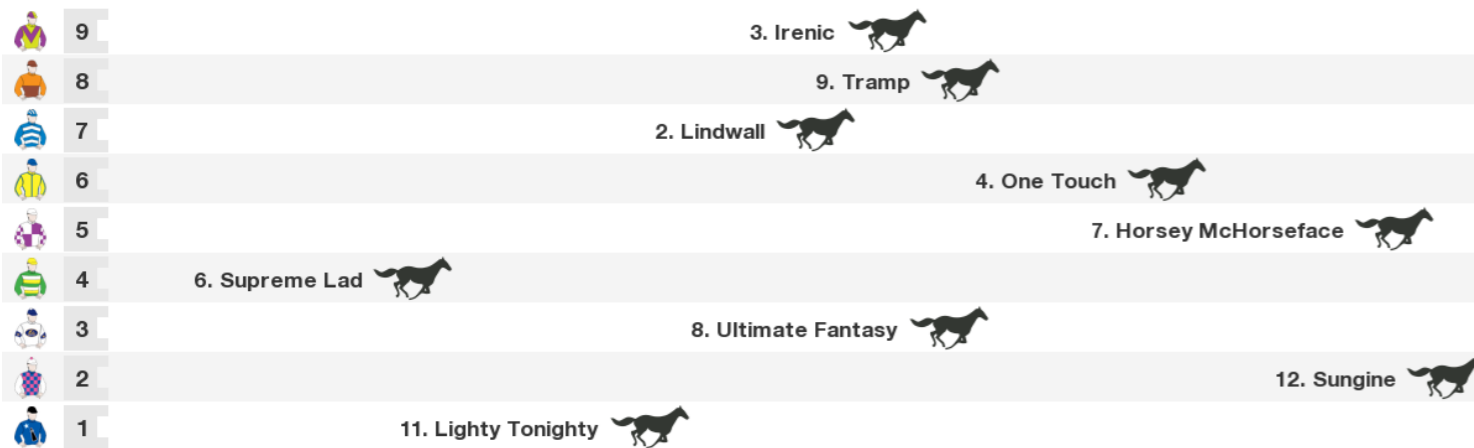 9 3. Irenic
8 9. Tramp
7 2. Lindwall
6 4. One Touch
5 7. Horsey McHorseface
4 6. Supreme Lad
3 8. Ultimate Fantasy
2 12. Sungine
1 11. Lighty Tonighty